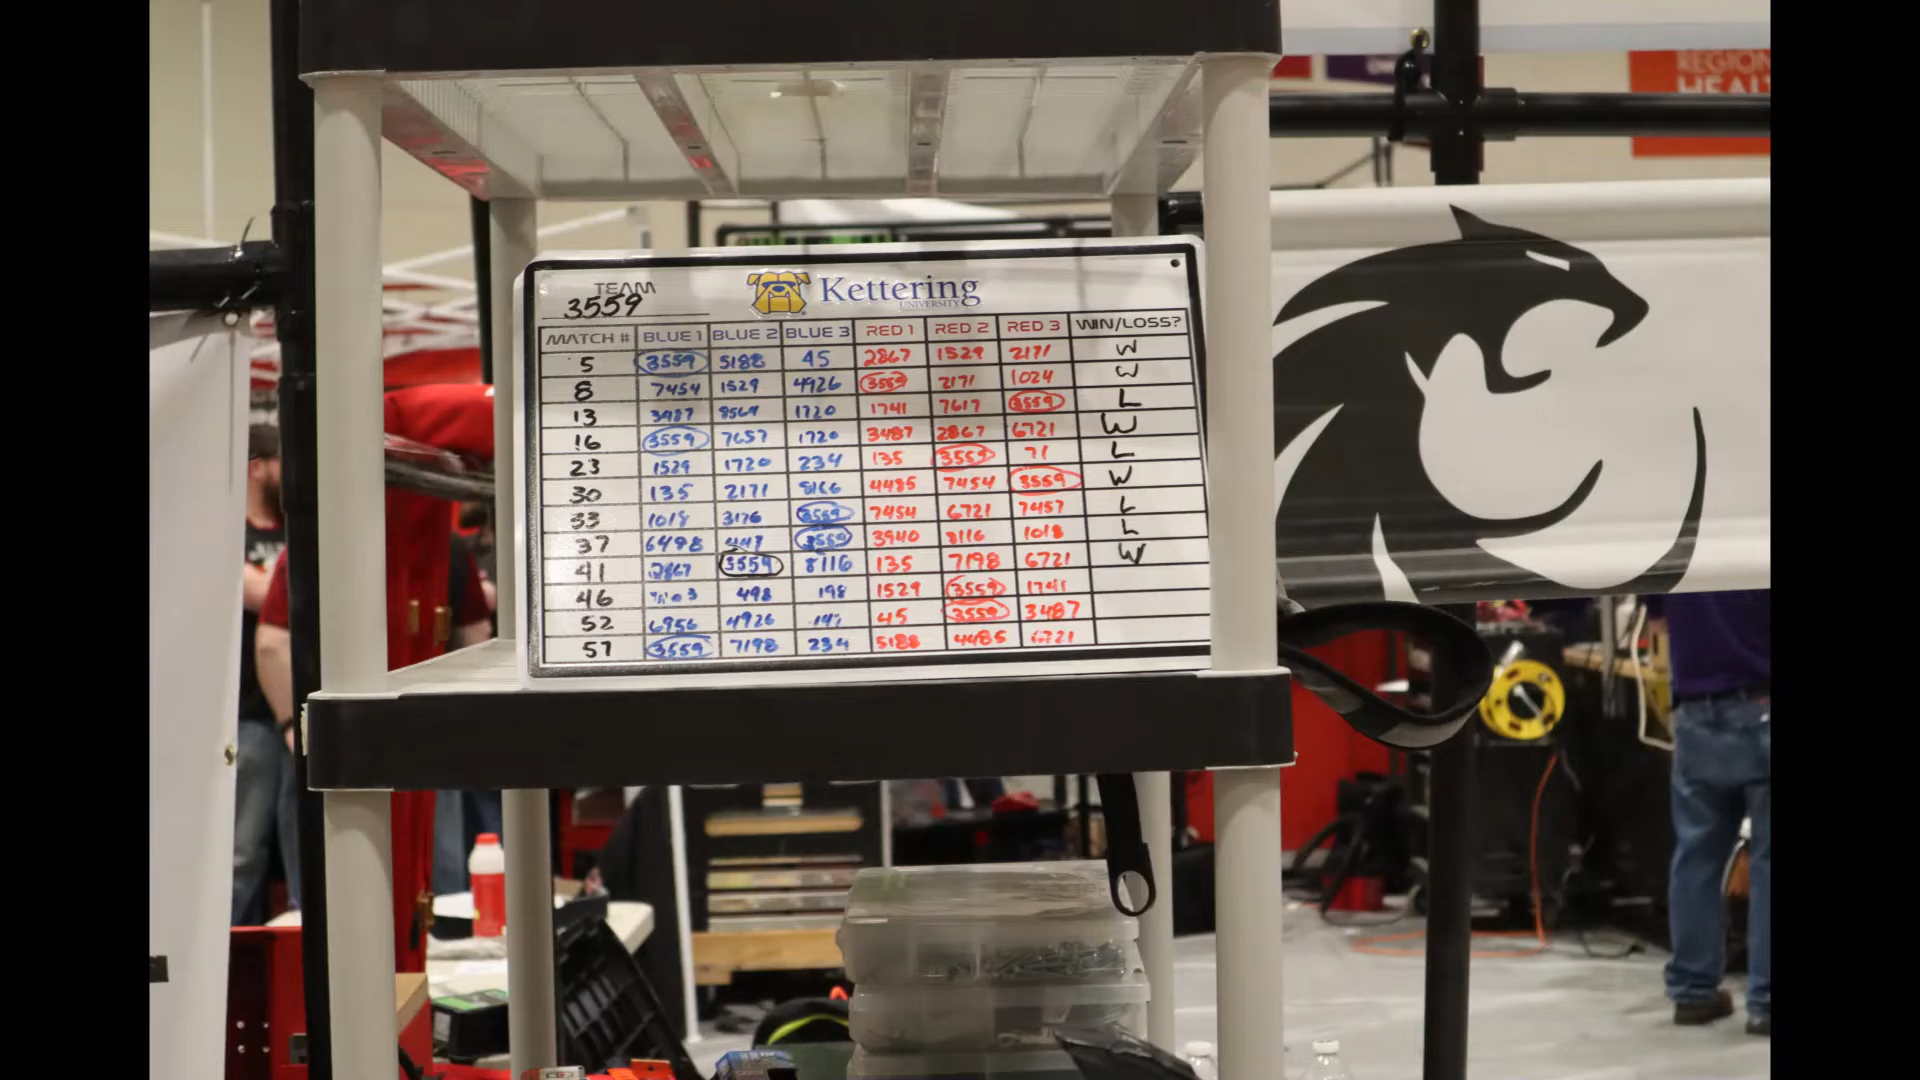 REGION
HEAL
TEAM
3559
Kettering
UNIVERSITY
MATCH # BLUE 1 BLUE 2 BLUE 3 RED 1 RED 2 RED 3 WIN/LOSS?
5 3559 5188 45 2867 1529 2171 W
8 7454 1529 4926 3559 2171 1024 W
13 3487 8564 1720 1741 7617 3559 L
16 3559 7657 1720 3487 2867 6721 W
23 1529 1720 234 135 3559 71 L
30 135 2171 8166 4485 7454 3559 W
33 1018 3176 3559 7454 6721 7457 L
37 6498 447 3559 3940 8116 1018 L
41 2867 3559 8116 135 7198 6721 W
46 498 198 1529 3559 1741
52 6956 4926 45 3559 3487
57 3559 7198 234 5188 4485 6721